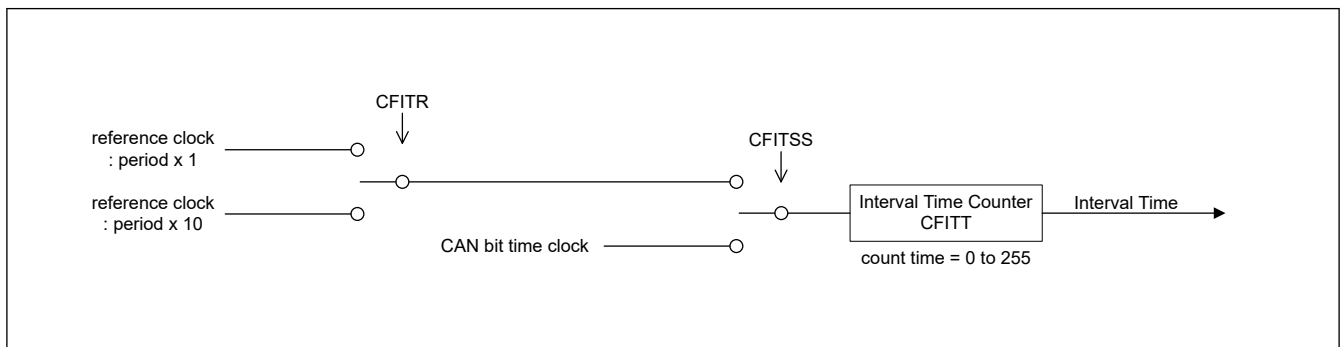 CFITR
reference clock
: period x 1
CFITSS
reference clock
: period x 10
Interval Time Counter
CFITT
Interval Time
CAN bit time clock
count time = 0 to 255